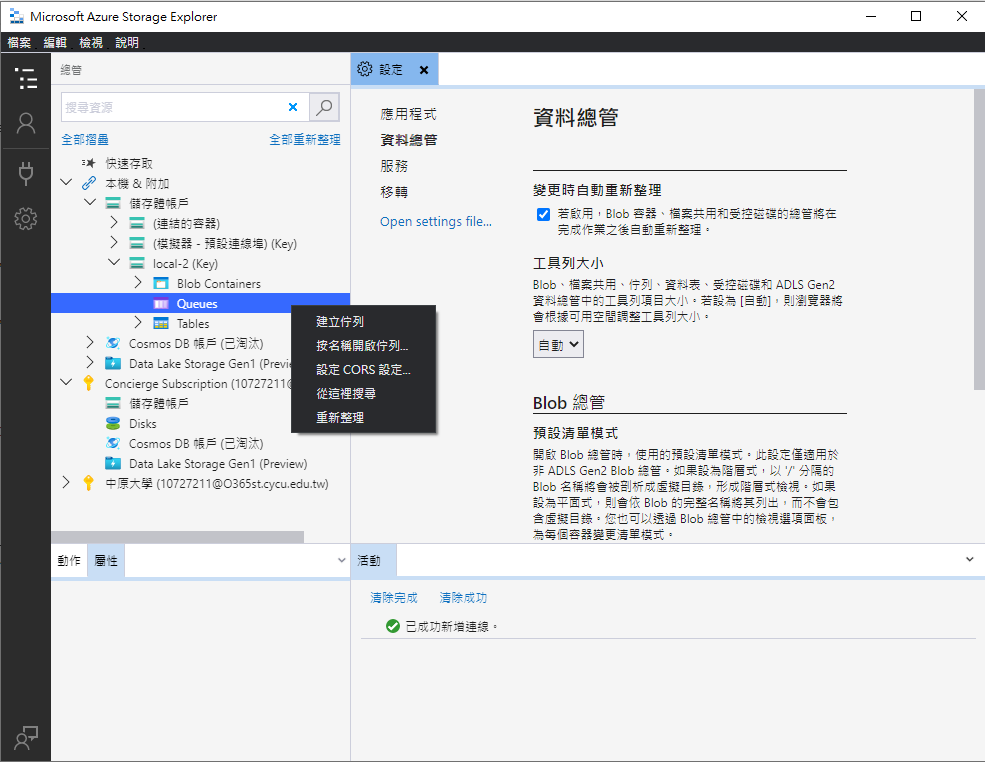 Microsoft Azure Storage Explorer
檔案 編輯 檢視 說明
總管
搜尋資源
全部摺疊 全部重新整理
快速存取
本機 & 附加
儲存體帳戶
(連結的容器)
(模擬器 - 預設連線埠) (Key)
local-2 (Key)
Blob Containers
Queues
Tables
Cosmos DB 帳戶 (已淘汰)
Data Lake Storage Gen1 (Previe
Concierge Subscription (10727211@
儲存體帳戶
Disks
Cosmos DB 帳戶 (已淘汰)
Data Lake Storage Gen1 (Preview)
中原大學 (10727211@O365st.cycu.edu.tw)
建立佇列
按名稱開啟佇列...
設定 CORS 設定...
從這裡搜尋
重新整理
動作 屬性
設定
應用程式
資料總管
服務
移轉
Open settings file...
資料總管
變更時自動重新整理
若啟用，Blob 容器、檔案共用和受控磁碟的總管將在
完成作業之後自動重新整理。
工具列大小
Blob、檔案共用、佇列、資料表、受控磁碟和 ADLS Gen2
資料總管中的工具列項目大小。若設為 [自動]，則瀏覽器將
會根據可用空間調整工具列大小。
自動
Blob 總管
預設清單模式
開啟 Blob 總管時，使用的預設清單模式。此設定僅適用於
非 ADLS Gen2 Blob 總管。如果設為階層式，以 '/' 分隔的
Blob 名稱將會被剖析成虛擬目錄，形成階層式檢視。如果
設為平面式，則會依 Blob 的完整名稱將其列出，而不會包
含虛擬目錄。您也可以透過 Blob 總管中的檢視選項面板，
為每個容器變更清單模式。
活動
清除完成 清除成功
已成功新增連線。